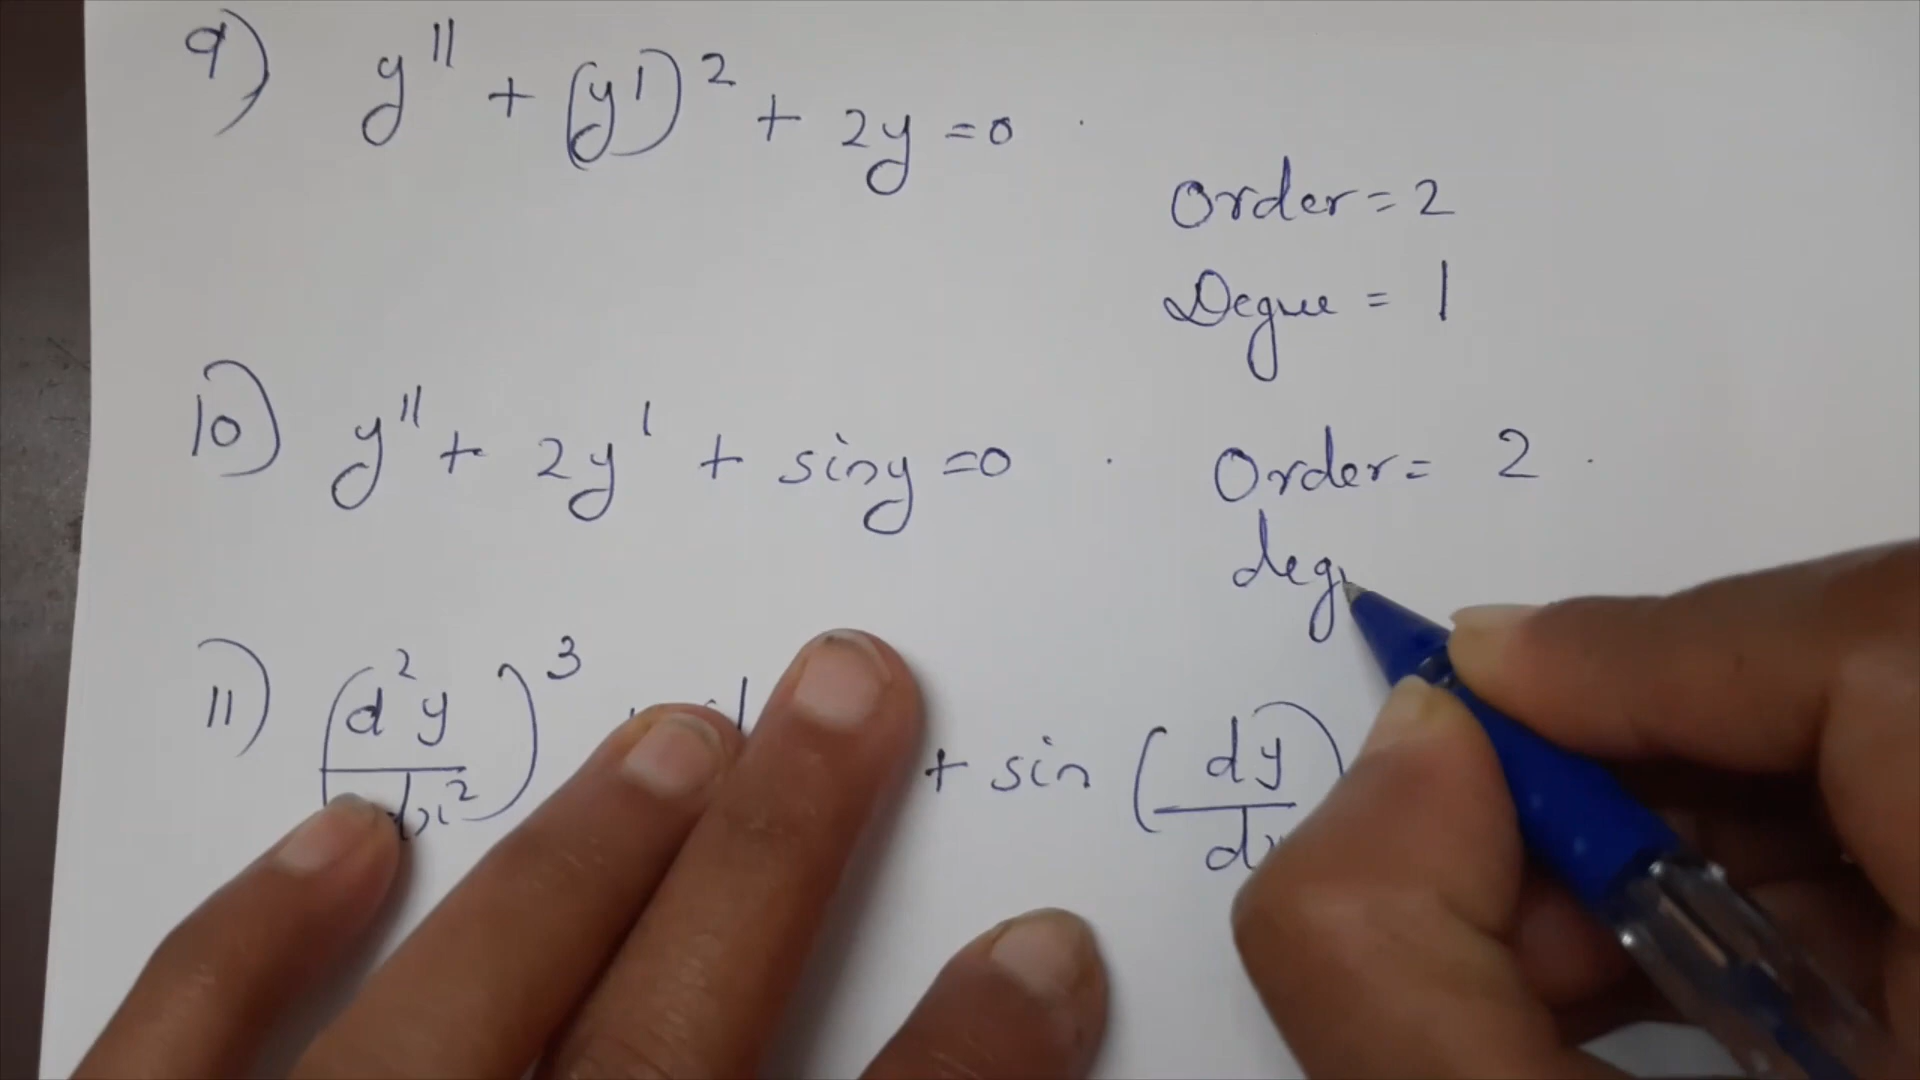 9) y'' + (y')² + 2y = 0
Order = 2
Degree = 1
10) y'' + 2y' + sin y = 0
Order = 2
deg
11) (d²y/dx²)³ + sin (dy/d